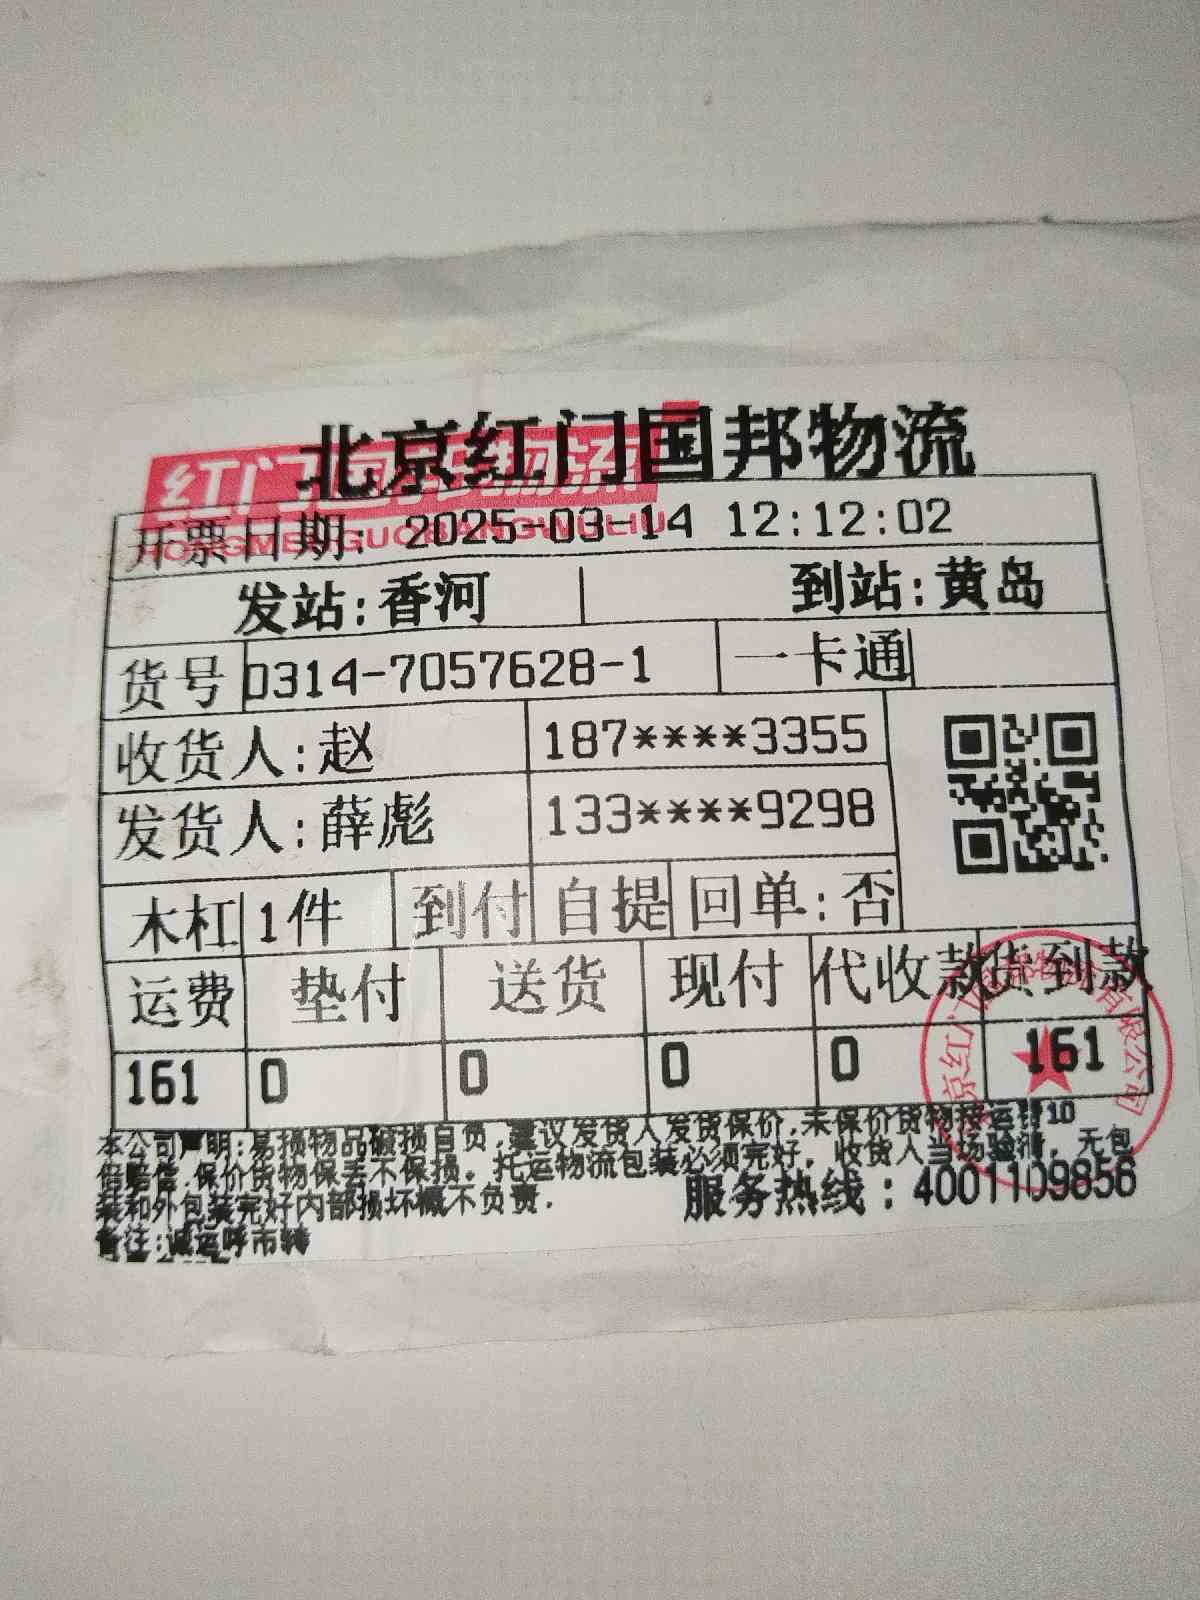 北京红门国邦物流
红门国邦物流
HONGMENGUOBANGWULIU
开票日期: 2025-03-14 12:12:02
发站:香河 到站:黄岛
货号 0314-7057628-1 一卡通
收货人:赵 187****3355
发货人:薛彪 133****9298
木杠 1件 到付 自提 回单:否
运费 垫付 送货 现付 代收款 货到款
161 0 0 0 0 161
本公司声明:易损物品破损自负,建议发货人发货保价,未保价货物按运费10
倍赔偿,保价货物保丢不保损。托运物流包装必须完好,收货人当场验清,无包
装和外包装完好内部损坏概不负责.
服务热线:4001109856
备注:诚运呼市转